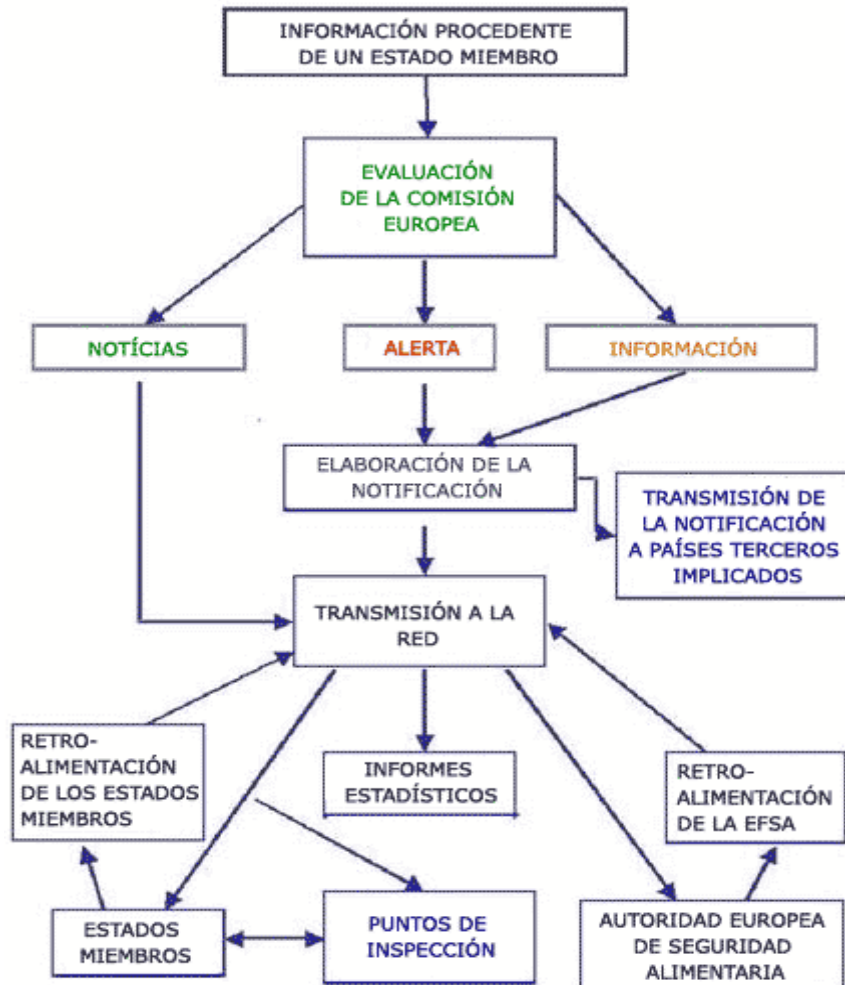 INFORMACIÓN PROCEDENTE
DE UN ESTADO MIEMBRO
EVALUACIÓN
DE LA COMISIÓN
EUROPEA
NOTÍCIAS
ALERTA
INFORMACIÓN
ELABORACIÓN DE LA
NOTIFICACIÓN
TRANSMISIÓN DE
LA NOTIFICACIÓN
A PAÍSES TERCEROS
IMPLICADOS
TRANSMISIÓN A LA
RED
RETRO-
ALIMENTACIÓN
DE LOS ESTADOS
MIEMBROS
INFORMES
ESTADÍSTICOS
RETRO-
ALIMENTACIÓN
DE LA EFSA
ESTADOS
MIEMBROS
PUNTOS DE
INSPECCIÓN
AUTORIDAD EUROPEA
DE SEGURIDAD
ALIMENTARIA